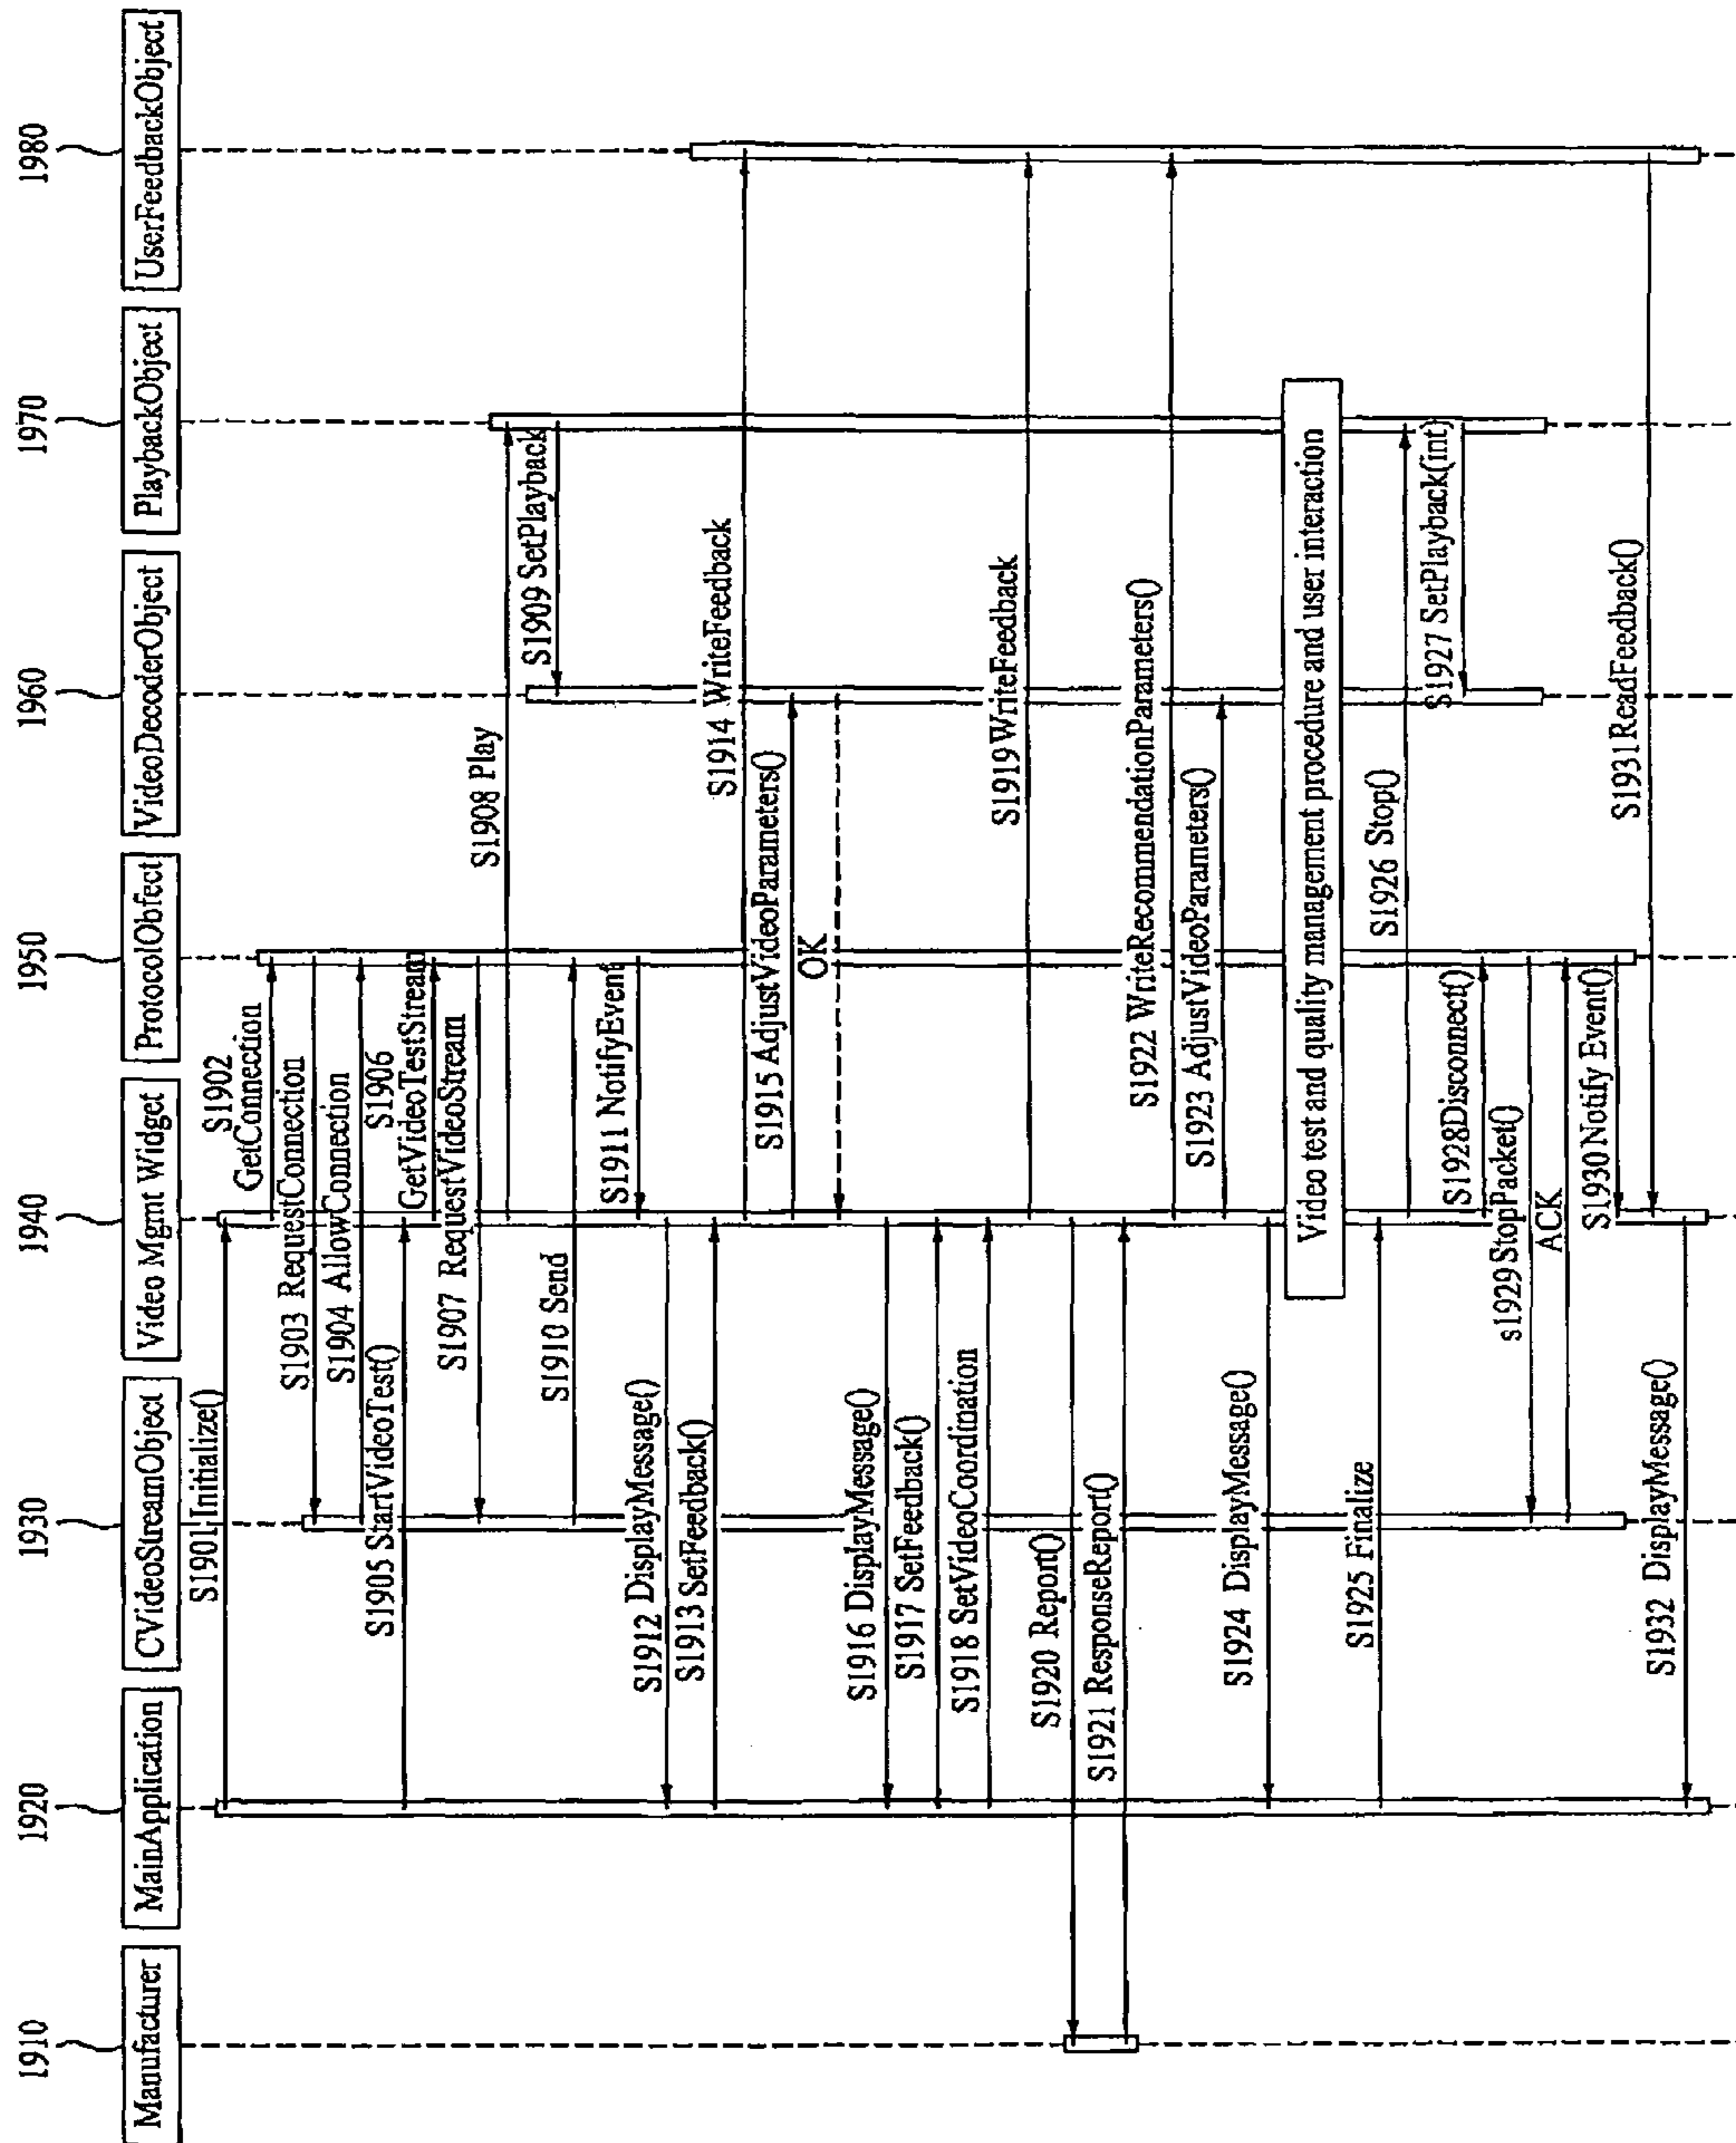 1910
1920
1930
1940
1950
1960
1970
1980
Manufacturer
MainApplication
CVideoStreamObject
Video Mgmt Widget
ProtocolObfect
VideoDecoderObject
PlaybackObject
UserFeedbackObject
S1901 Initialize()
S1902
GetConnection
S1903 RequestConnection
S1904 AllowConnection
S1905 StartVideoTest()
S1906
GetVideoTestStream
S1907 RequestVideoStream
S1908 Play
S1909 SetPlayback
S1910 Send
S1911 NotifyEvent
S1912 DisplayMessage()
S1913 SetFeedback()
S1914 WriteFeedback
S1915 AdjustVideoParameters()
OK
S1916 DisplayMessage()
S1917 SetFeedback()
S1918 SetVideoCoordination
S1919 WriteFeedback
S1920 Report()
S1921 ResponseReport()
S1922 WriteRecommendationParameters()
S1923 AdjustVideoParameters()
S1924 DisplayMessage()
Video test and quality management procedure and user interaction
S1925 Finalize
S1926 Stop()
S1927 SetPlayback(int)
S1928Disconnect()
s1929 StopPacket()
ACK
S1930 Notify Event()
S1931 ReadFeedback()
S1932 DisplayMessage()